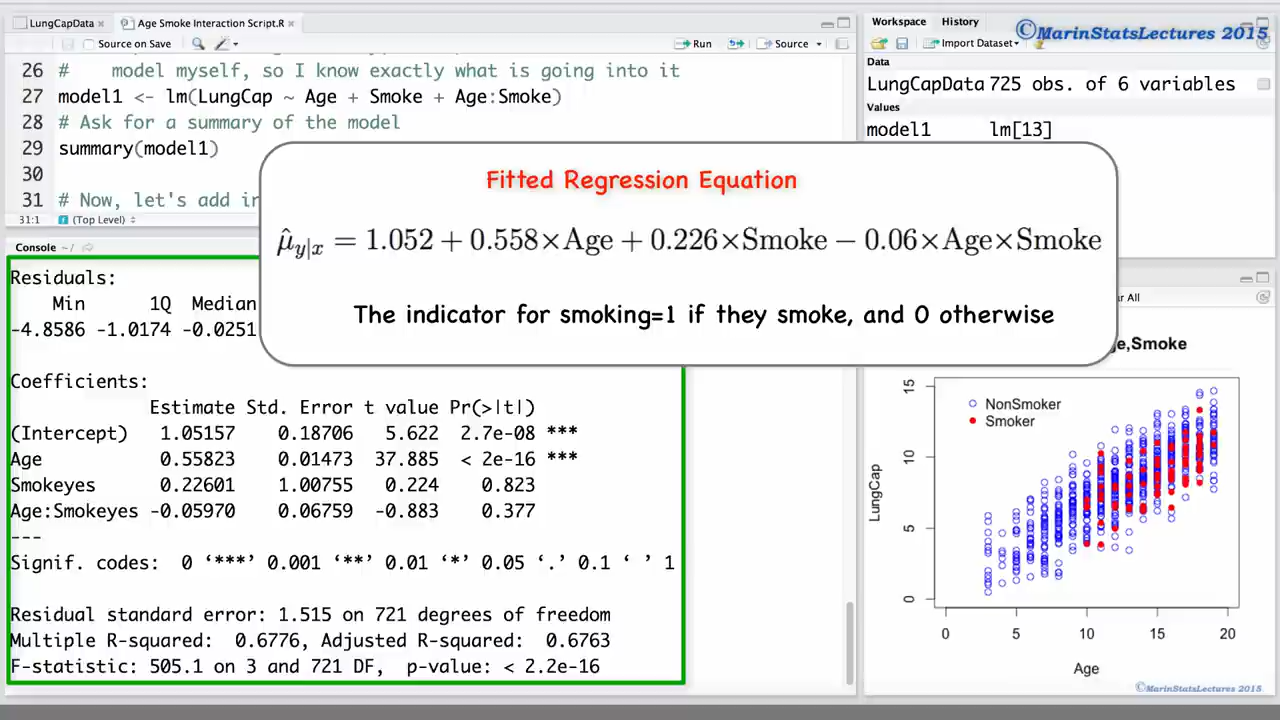 LungCapData
Age Smoke Interaction Script.R
Source on Save
Run
Source
26 # model myself, so I know exactly what is going into it
27 model1 <- lm(LungCap ~ Age + Smoke + Age:Smoke)
28 # Ask for a summary of the model
29 summary(model1)
30
31 # Now, let's add in
31:1 (Top Level)
Workspace History
©MarinStatsLectures 2015
Import Dataset
Data
LungCapData 725 obs. of 6 variables
Values
model1 lm[13]
Fitted Regression Equation
μ̂y|x = 1.052 + 0.558×Age + 0.226×Smoke − 0.06×Age×Smoke
The indicator for smoking=1 if they smoke, and 0 otherwise
Console ~/
Residuals:
Min 1Q Median
-4.8586 -1.0174 -0.0251
Coefficients:
Estimate Std. Error t value Pr(>|t|)
(Intercept) 1.05157 0.18706 5.622 2.7e-08 ***
Age 0.55823 0.01473 37.885 < 2e-16 ***
Smokeyes 0.22601 1.00755 0.224 0.823
Age:Smokeyes -0.05970 0.06759 -0.883 0.377
---
Signif. codes: 0 ‘***’ 0.001 ‘**’ 0.01 ‘*’ 0.05 ‘.’ 0.1 ‘ ’ 1
Residual standard error: 1.515 on 721 degrees of freedom
Multiple R-squared: 0.6776, Adjusted R-squared: 0.6763
F-statistic: 505.1 on 3 and 721 DF, p-value: < 2.2e-16
All
,Smoke
NonSmoker
Smoker
LungCap
15
10
5
0
0 5 10 15 20
Age
©MarinStatsLectures 2015